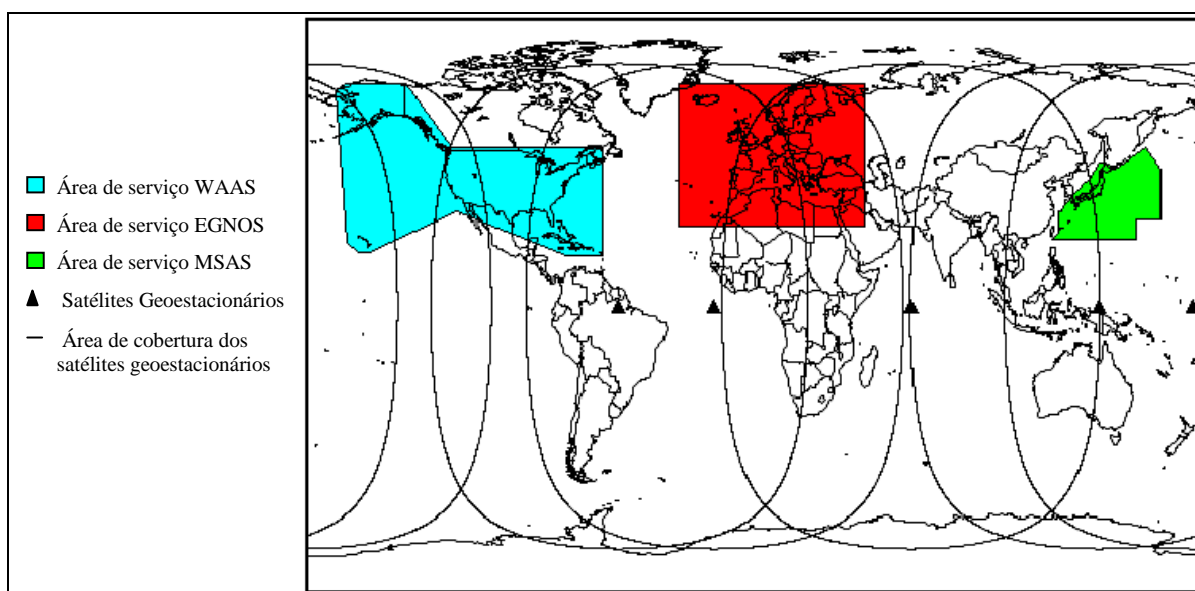 Área de serviço WAAS
Área de serviço EGNOS
Área de serviço MSAS
Satélites Geoestacionários
Área de cobertura dos
satélites geoestacionários